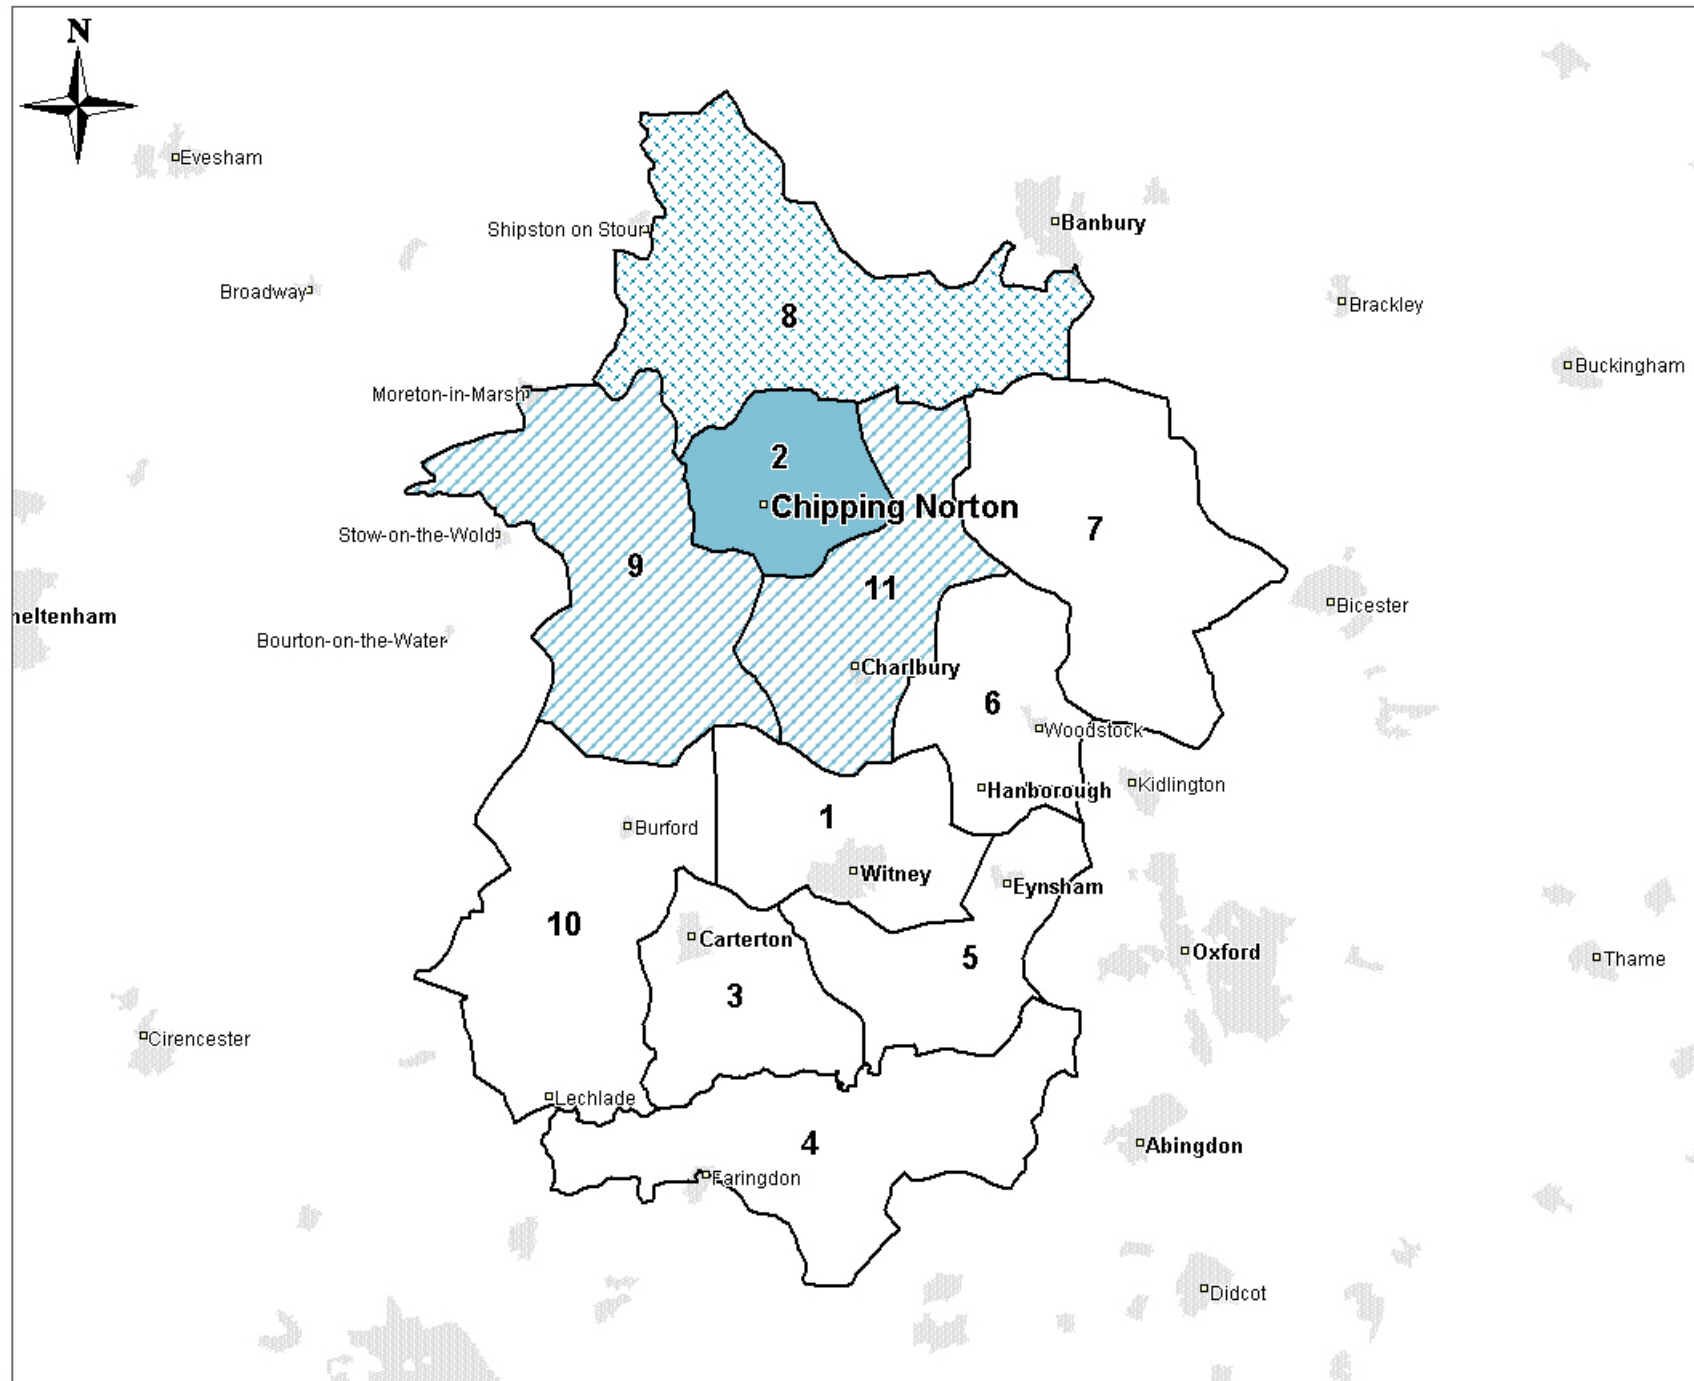 N
Evesham
Shipston on Stour
Banbury
Broadway
8
Brackley
Buckingham
Moreton-in-Marsh
2
Chipping Norton
7
Stow-on-the-Wold
9
11
Bicester
heltenham
Bourton-on-the-Water
Charlbury
6
Woodstock
Hanborough
Kidlington
1
Burford
Witney
Eynsham
10
Carterton
5
Oxford
Thame
3
Cirencester
Lechlade
4
Abingdon
Faringdon
Didcot